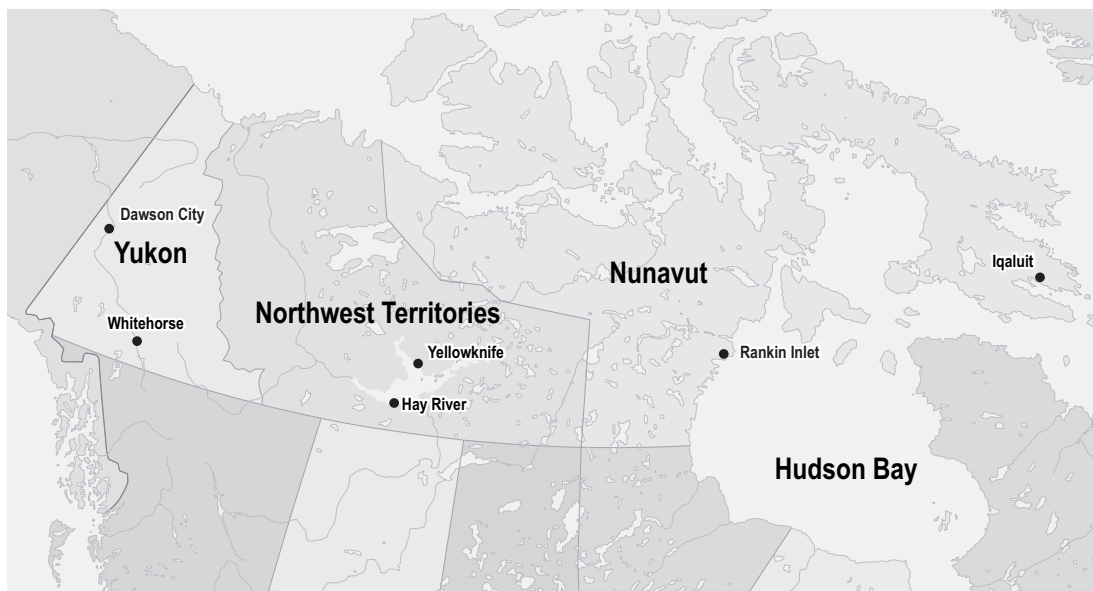 Dawson City
Yukon
Nunavut
Iqaluit
Northwest Territories
Whitehorse
Yellowknife
Rankin Inlet
Hay River
Hudson Bay